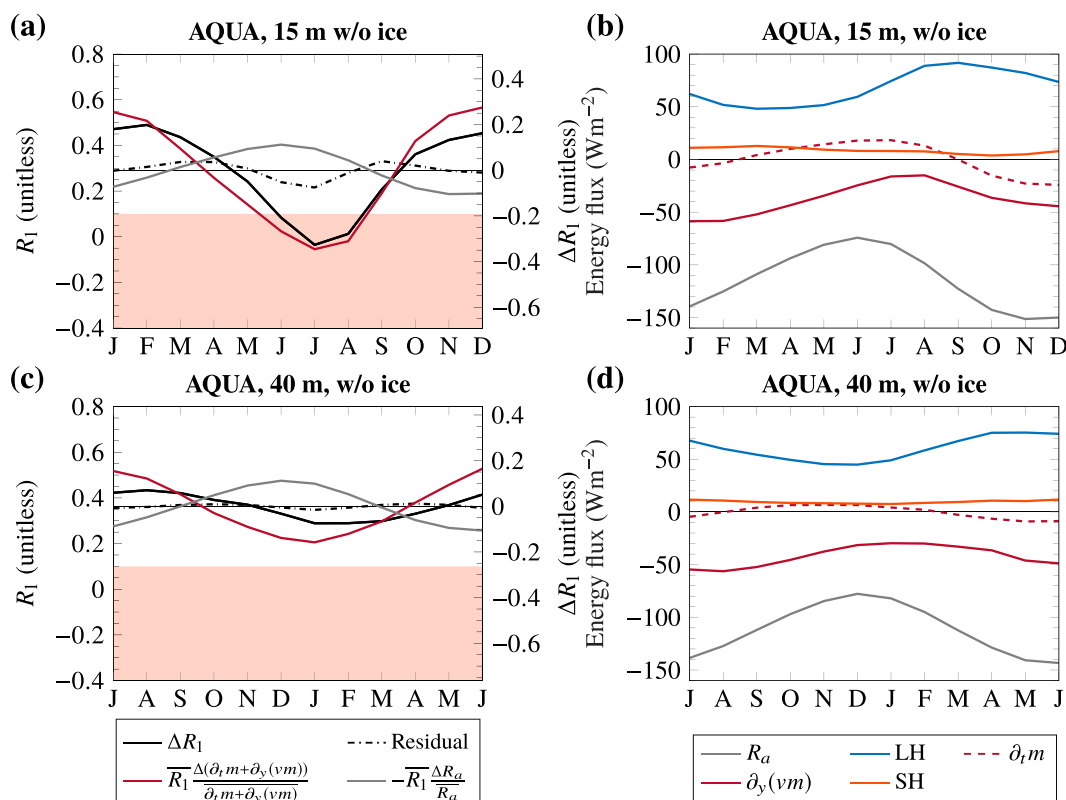 (a)
AQUA, 15 m w/o ice
0.8
0.6
0.4
0.2
0
−0.2
−0.4
R₁ (unitless)
0.4
0.2
0
−0.2
−0.4
−0.6
ΔR₁ (unitless)
J F M A M J J A S O N D
(b)
AQUA, 15 m, w/o ice
100
50
0
−50
−100
−150
Energy flux (Wm⁻²)
J F M A M J J A S O N D
(c)
AQUA, 40 m, w/o ice
0.8
0.6
0.4
0.2
0
−0.2
−0.4
R₁ (unitless)
0.4
0.2
0
−0.2
−0.4
−0.6
ΔR₁ (unitless)
J A S O N D J F M A M J
(d)
AQUA, 40 m, w/o ice
100
50
0
−50
−100
−150
Energy flux (Wm⁻²)
J A S O N D J F M A M J
ΔR₁ Residual
R̅₁ Δ(∂ₜm+∂ᵧ(vm)) / ∂ₜm+∂ᵧ(vm) −R̅₁ ΔRₐ / R̅ₐ
Rₐ LH ∂ₜm
∂ᵧ(vm) SH